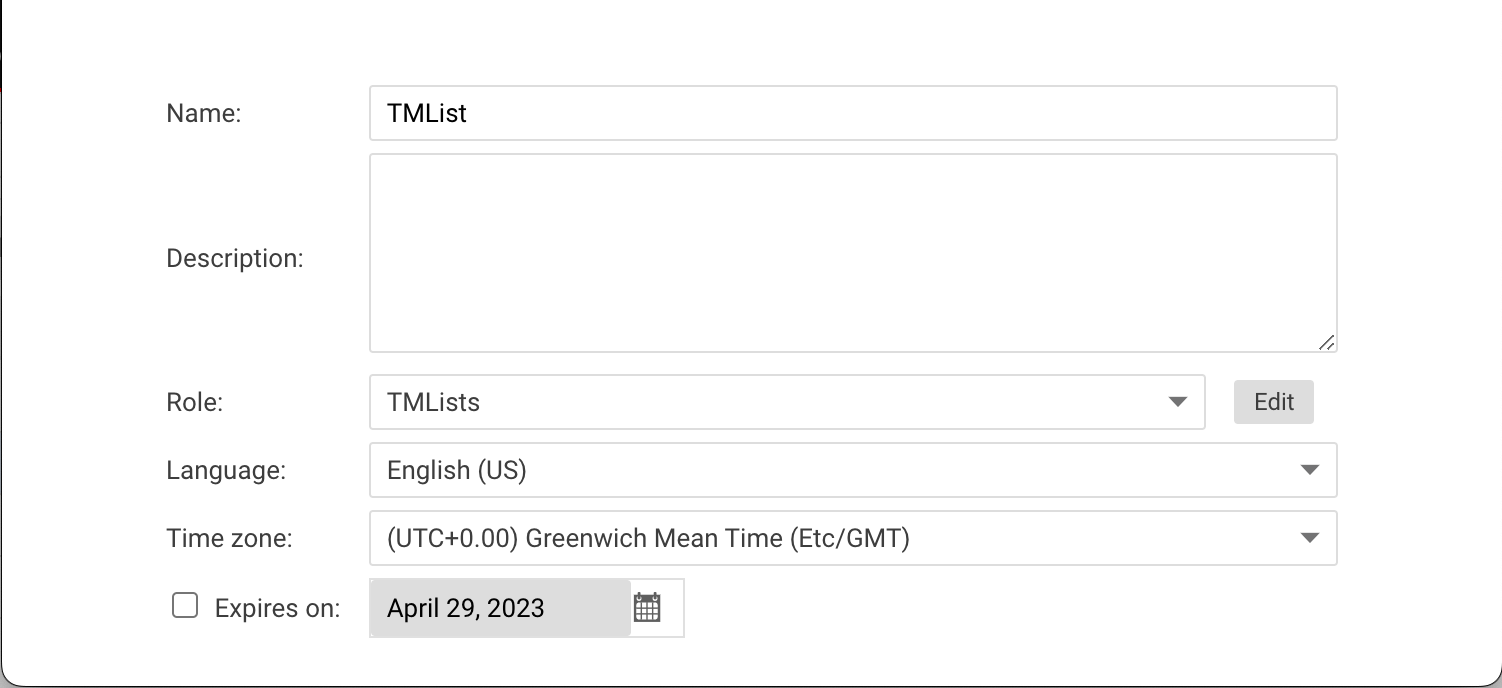 Name: TMList
Description:
Role: TMLists Edit
Language: English (US)
Time zone: (UTC+0.00) Greenwich Mean Time (Etc/GMT)
Expires on: April 29, 2023